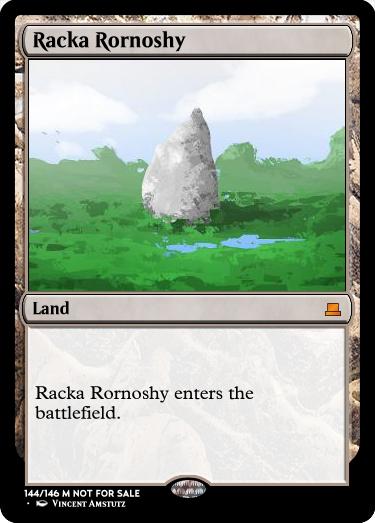 Racka Rornoshy
Land
Racka Rornoshy enters the
battlefield.
144/146 M NOT FOR SALE
· Vincent Amstutz